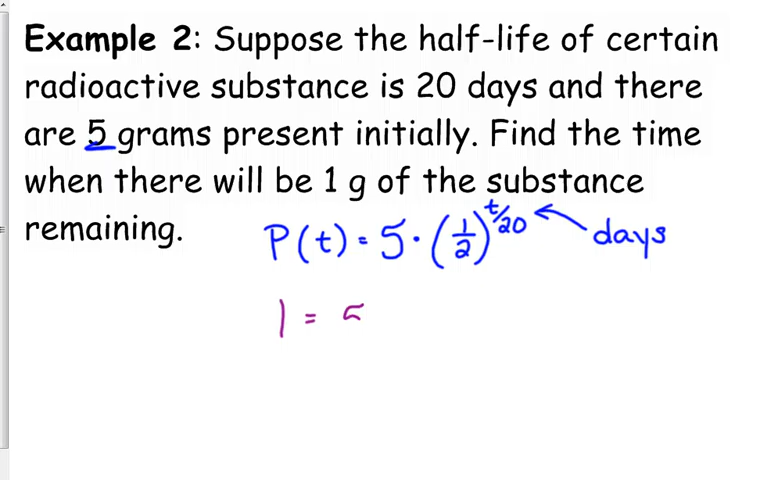 Example 2: Suppose the half-life of certain
radioactive substance is 20 days and there
are 5 grams present initially. Find the time
when there will be 1 g of the substance
remaining.
P(t) = 5 · (1/2)^t/20 days
1 = 5